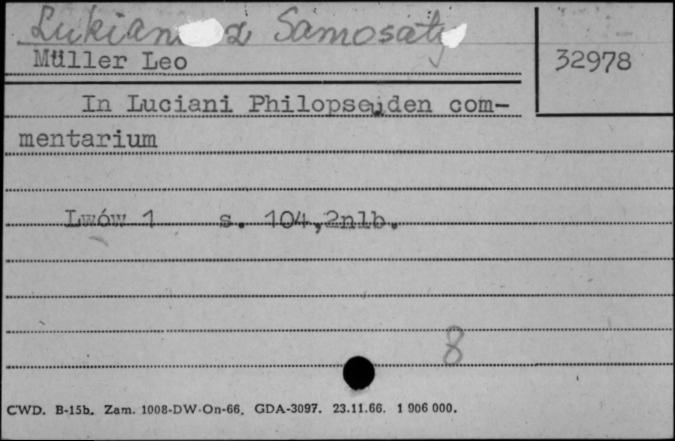 Lukian z Samosaty
Müller Leo
32978
In Luciani Philopseuden com-
mentarium
Lwów 1 s. 104,2nlb.
8
CWD. B-15b. Zam. 1008-DW-On-66. GDA-3097. 23.11.66. 1 906 000.